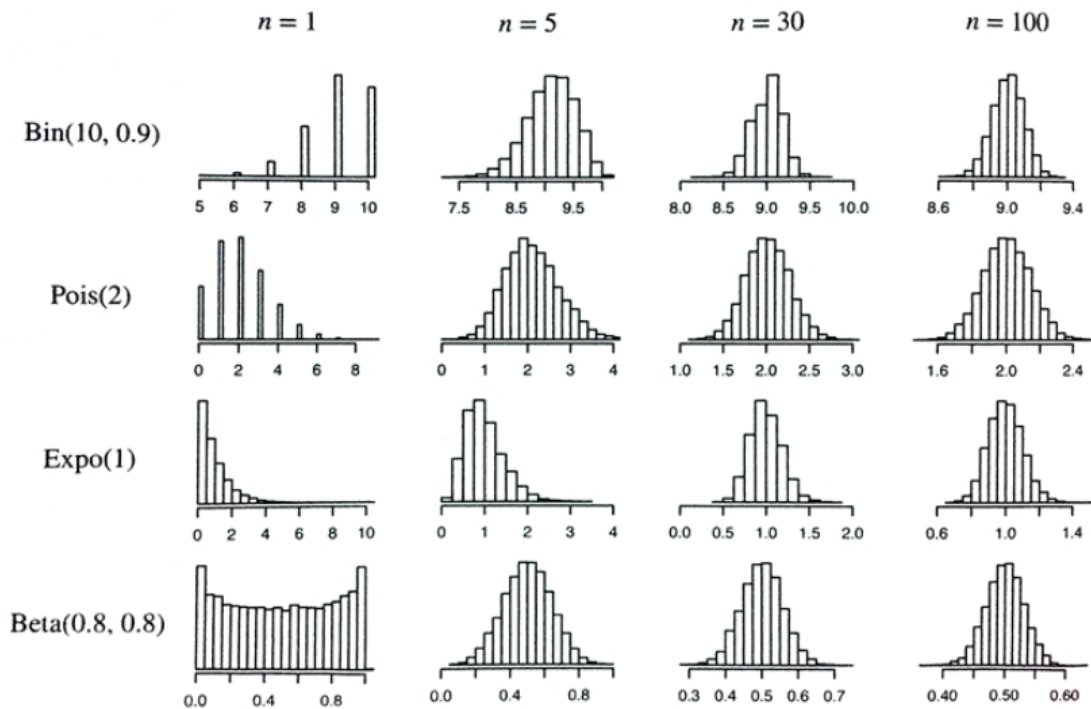 n = 1 n = 5 n = 30 n = 100
Bin(10, 0.9)
5 6 7 8 9 10 7.5 8.5 9.5 8.0 8.5 9.0 9.5 10.0 8.6 9.0 9.4
Pois(2)
0 2 4 6 8 0 1 2 3 4 1.0 1.5 2.0 2.5 3.0 1.6 2.0 2.4
Expo(1)
0 2 4 6 8 10 0 1 2 3 4 0.0 0.5 1.0 1.5 2.0 0.6 1.0 1.4
Beta(0.8, 0.8)
0.0 0.4 0.8 0.0 0.4 0.8 0.3 0.4 0.5 0.6 0.7 0.40 0.50 0.60